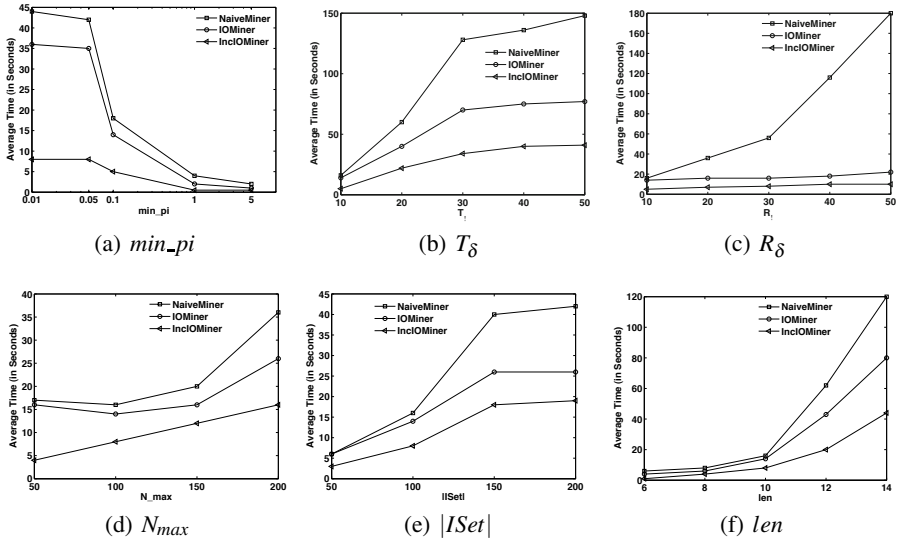 45
40
35
30
25
20
15
10
5
0
0.01 0.05 0.1 1 5
Average Time (in Seconds)
min_pi
NaiveMiner
IOMiner
IncIOMiner
(a) min_pi
150
100
50
0
10 20 30 40 50
Average Time (in Seconds)
T_!
NaiveMiner
IOMiner
IncIOMiner
(b) Tδ
180
160
140
120
100
80
60
40
20
0
10 20 30 40 50
Average Time (in Seconds)
R_!
NaiveMiner
IOMiner
IncIOMiner
(c) Rδ
40
35
30
25
20
15
10
5
0
50 100 150 200
Average Time (in Seconds)
N_max
NaiveMiner
IOMiner
IncIOMiner
(d) Nmax
45
40
35
30
25
20
15
10
5
0
50 100 150 200
Average Time (in Seconds)
|ISet|
NaiveMiner
IOMiner
IncIOMiner
(e) |ISet|
120
100
80
60
40
20
0
6 8 10 12 14
Average Time (in Seconds)
len
NaiveMiner
IOMiner
IncIOMiner
(f) len